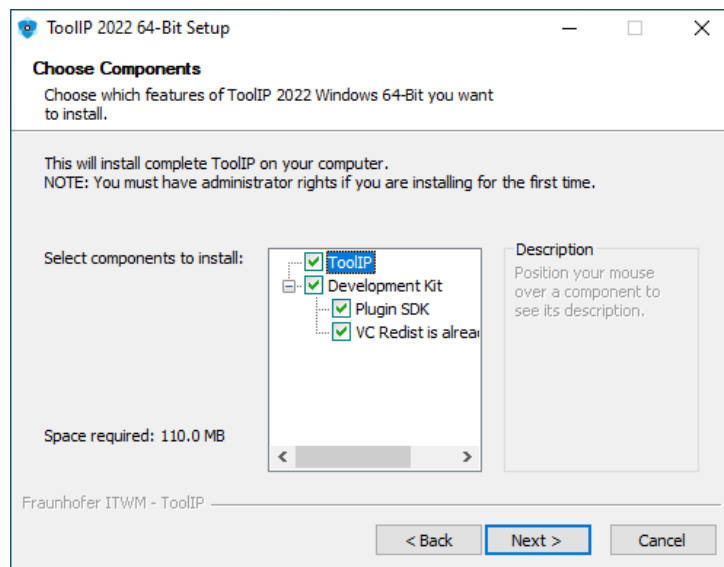 ToolIP 2022 64-Bit Setup
Choose Components
Choose which features of ToolIP 2022 Windows 64-Bit you want
to install.
This will install complete ToolIP on your computer.
NOTE: You must have administrator rights if you are installing for the first time.
Select components to install:
ToolIP
Development Kit
Plugin SDK
VC Redist is alrea
Description
Position your mouse
over a component to
see its description.
Space required: 110.0 MB
Fraunhofer ITWM - ToolIP
< Back
Next >
Cancel